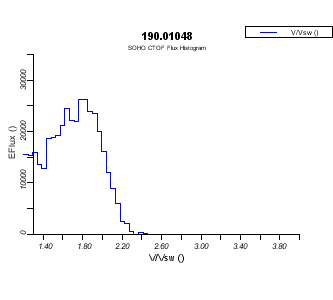 V/Vsw ()
190.01048
SOHO CTOF Flux Histogram
EFlux ()
30000
20000
10000
0
1.40 1.80 2.20 2.60 3.00 3.40 3.80
V/Vsw ()